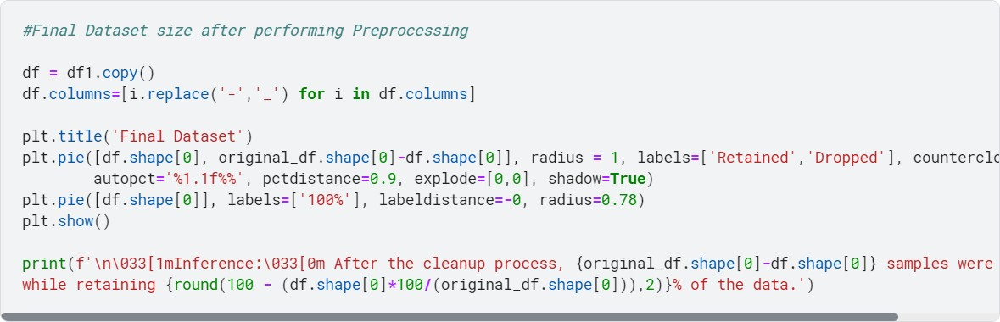 #Final Dataset size after performing Preprocessing
df = df1.copy()
df.columns=[i.replace('-','_') for i in df.columns]
plt.title('Final Dataset')
plt.pie([df.shape[0], original_df.shape[0]-df.shape[0]], radius = 1, labels=['Retained','Dropped'],
autopct='%1.1f%%', pctdistance=0.9, explode=[0,0], shadow=True)
plt.pie([df.shape[0]], labels=['100%'], labeldistance=-0, radius=0.78)
plt.show()
print(f'\n\033[1mInference:\033[0m After the cleanup process, {original_df.shape[0]-df.shape[0]} samples were
while retaining {round(100 - (df.shape[0]*100/(original_df.shape[0])),2)}% of the data.')